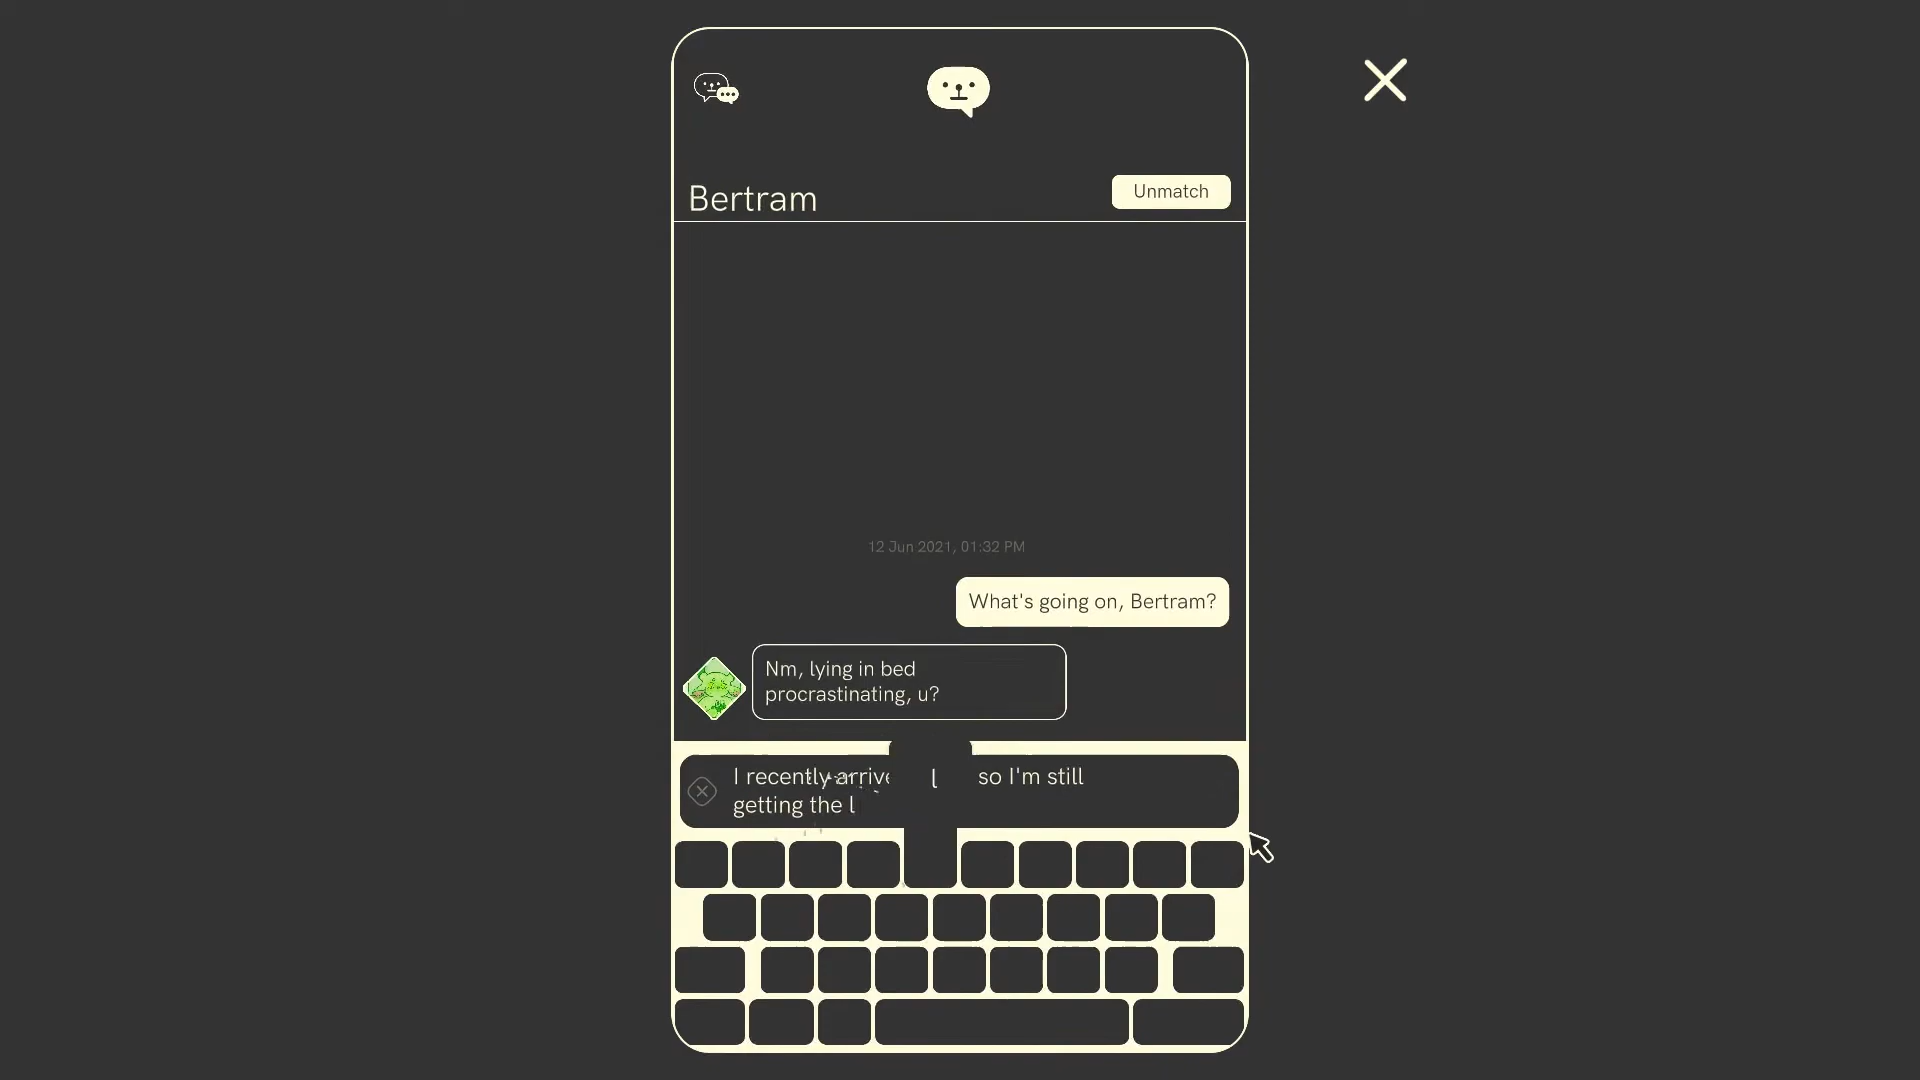 Bertram
Unmatch
12 Jun 2021, 01:32 PM
What's going on, Bertram?
Nm, lying in bed
procrastinating, u?
I recently l so I'm still
getting the l